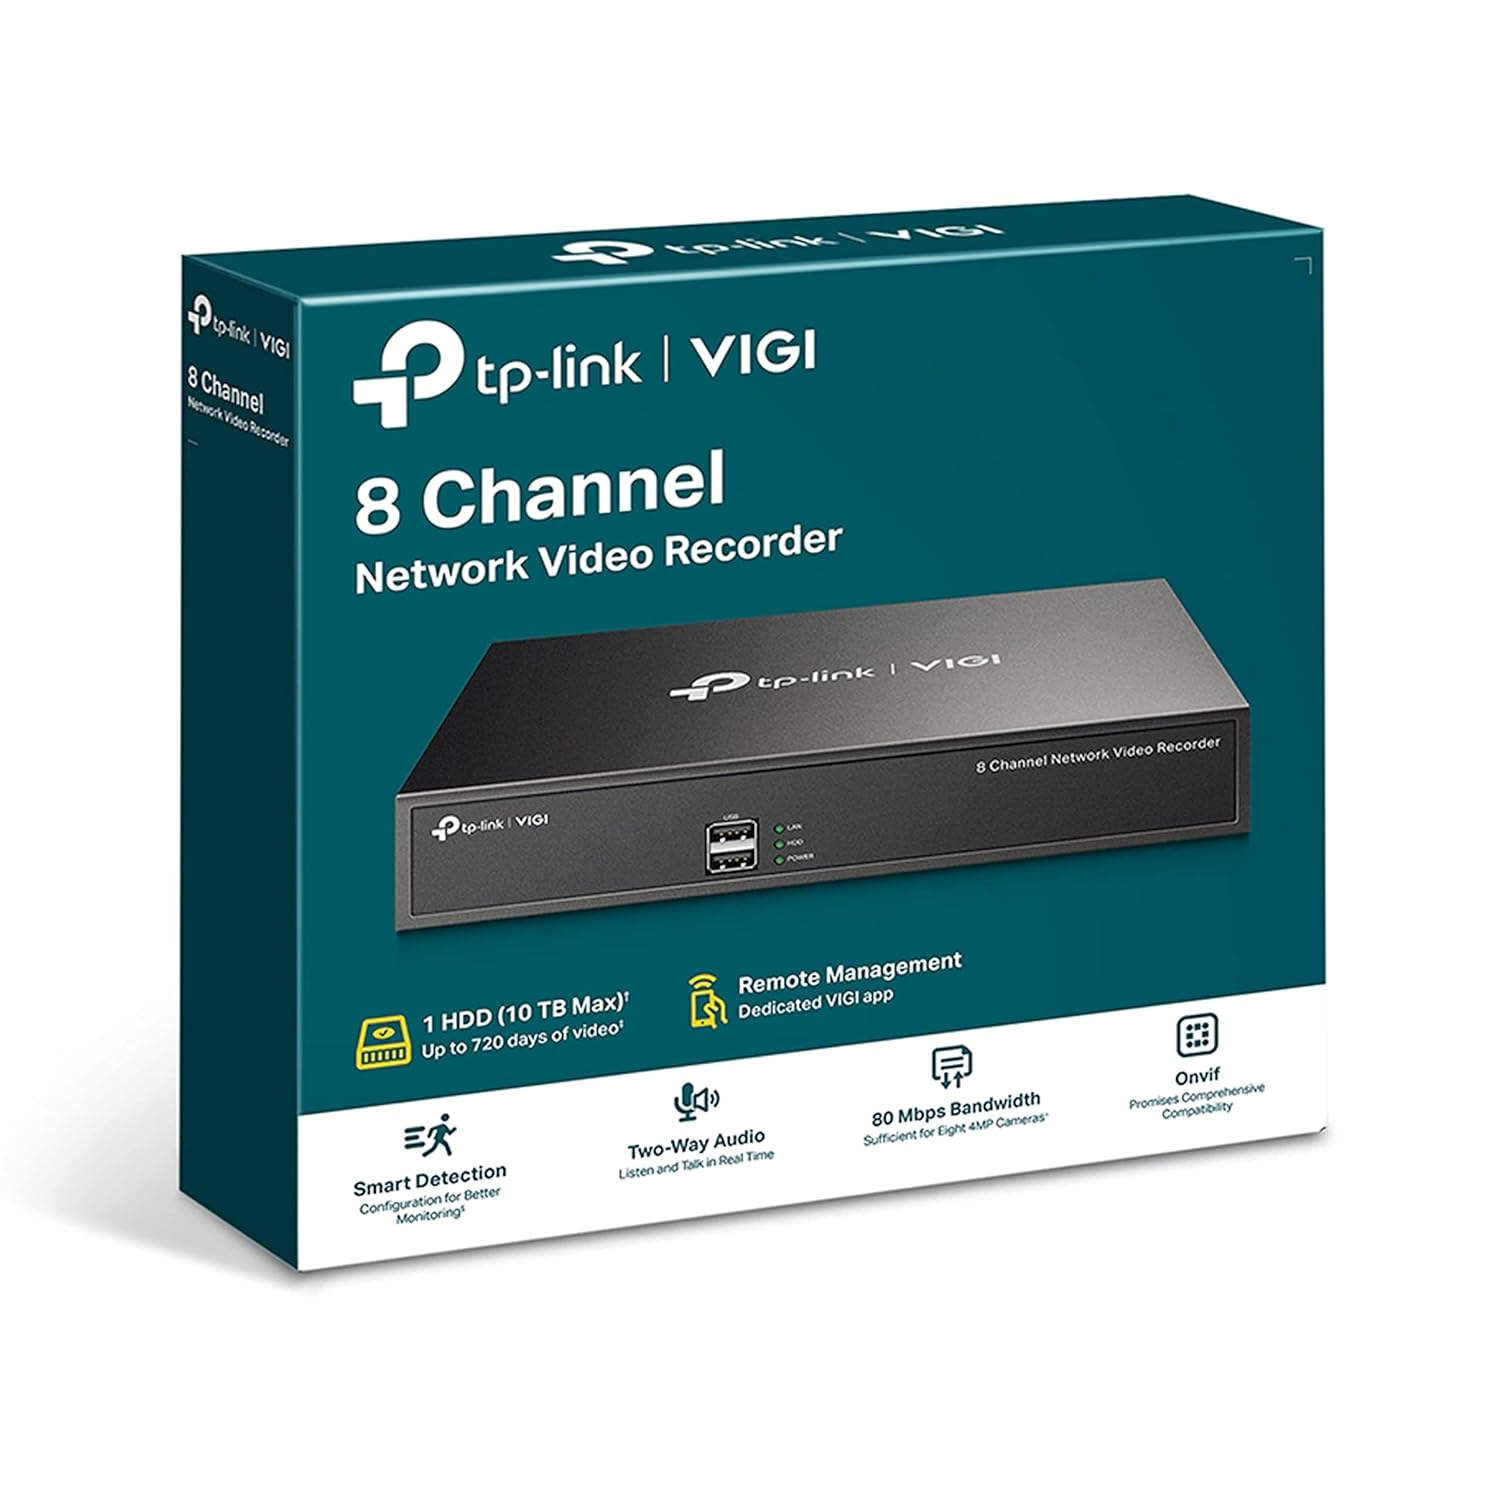 tp-link | VIGI
tp-link | VIGI
8 Channel
Network Video Recorder
tp-link | VIGI
8 Channel
Network Video Recorder
tp-link | VIGI
8 Channel Network Video Recorder
tp-link | VIGI
USB
LAN
HDD
POWER
1 HDD (10 TB Max)†
Up to 720 days of video‡
Remote Management
Dedicated VIGI app
Smart Detection
Configuration for Better
Monitoring§
Two-Way Audio
Listen and Talk in Real Time
80 Mbps Bandwidth
Sufficient for Eight 4MP Cameras^
Onvif
Promises Comprehensive
Compatibility